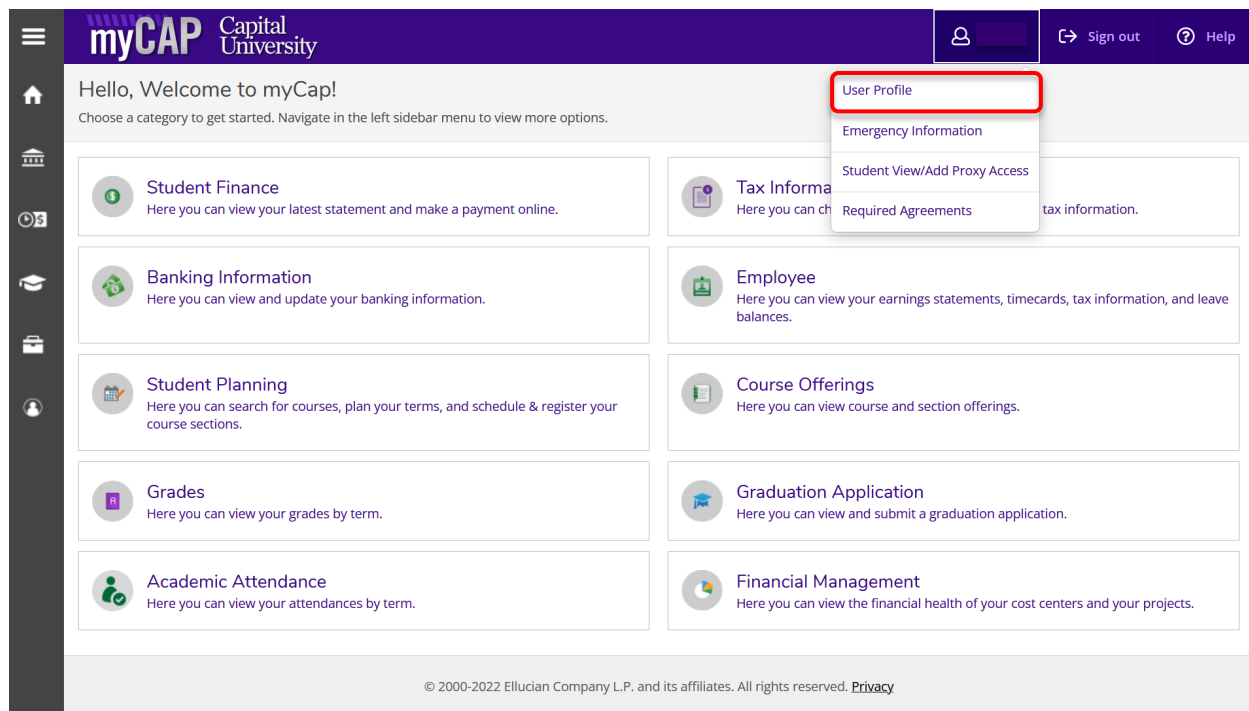 myCAP Capital University
Sign out
Help
Hello, Welcome to myCap!
Choose a category to get started. Navigate in the left sidebar menu to view more options.
User Profile
Emergency Information
Student View/Add Proxy Access
Required Agreements
Student Finance
Here you can view your latest statement and make a payment online.
Tax Informa
Here you can ch
tax information.
Banking Information
Here you can view and update your banking information.
Employee
Here you can view your earnings statements, timecards, tax information, and leave
balances.
Student Planning
Here you can search for courses, plan your terms, and schedule & register your
course sections.
Course Offerings
Here you can view course and section offerings.
Grades
Here you can view your grades by term.
Graduation Application
Here you can view and submit a graduation application.
Academic Attendance
Here you can view your attendances by term.
Financial Management
Here you can view the financial health of your cost centers and your projects.
© 2000-2022 Ellucian Company L.P. and its affiliates. All rights reserved. Privacy